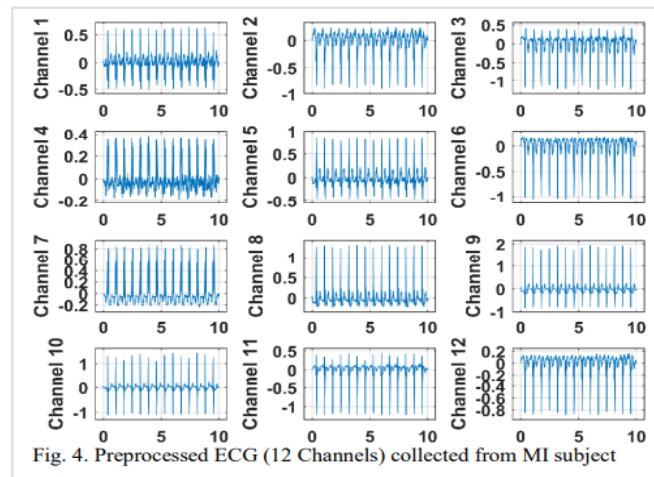 Channel 1
0.5
0
-0.5
0 5 10
Channel 2
0
-0.5
-1
0 5 10
Channel 3
0
-0.5
-1
0 5 10
Channel 4
0.4
0.2
0
-0.2
0 5 10
Channel 5
1
0.5
0
-0.5
0 5 10
Channel 6
0
-0.5
-1
0 5 10
Channel 7
0.8
0.6
0.4
0.2
0
-0.2
0 5 10
Channel 8
1
0
0 5 10
Channel 9
2
1
0
-1
0 5 10
Channel 10
1
0
-1
0 5 10
Channel 11
0.5
0
-0.5
-1
0 5 10
Channel 12
0.2
0
-0.2
-0.4
-0.6
-0.8
0 5 10
Fig. 4. Preprocessed ECG (12 Channels) collected from MI subject